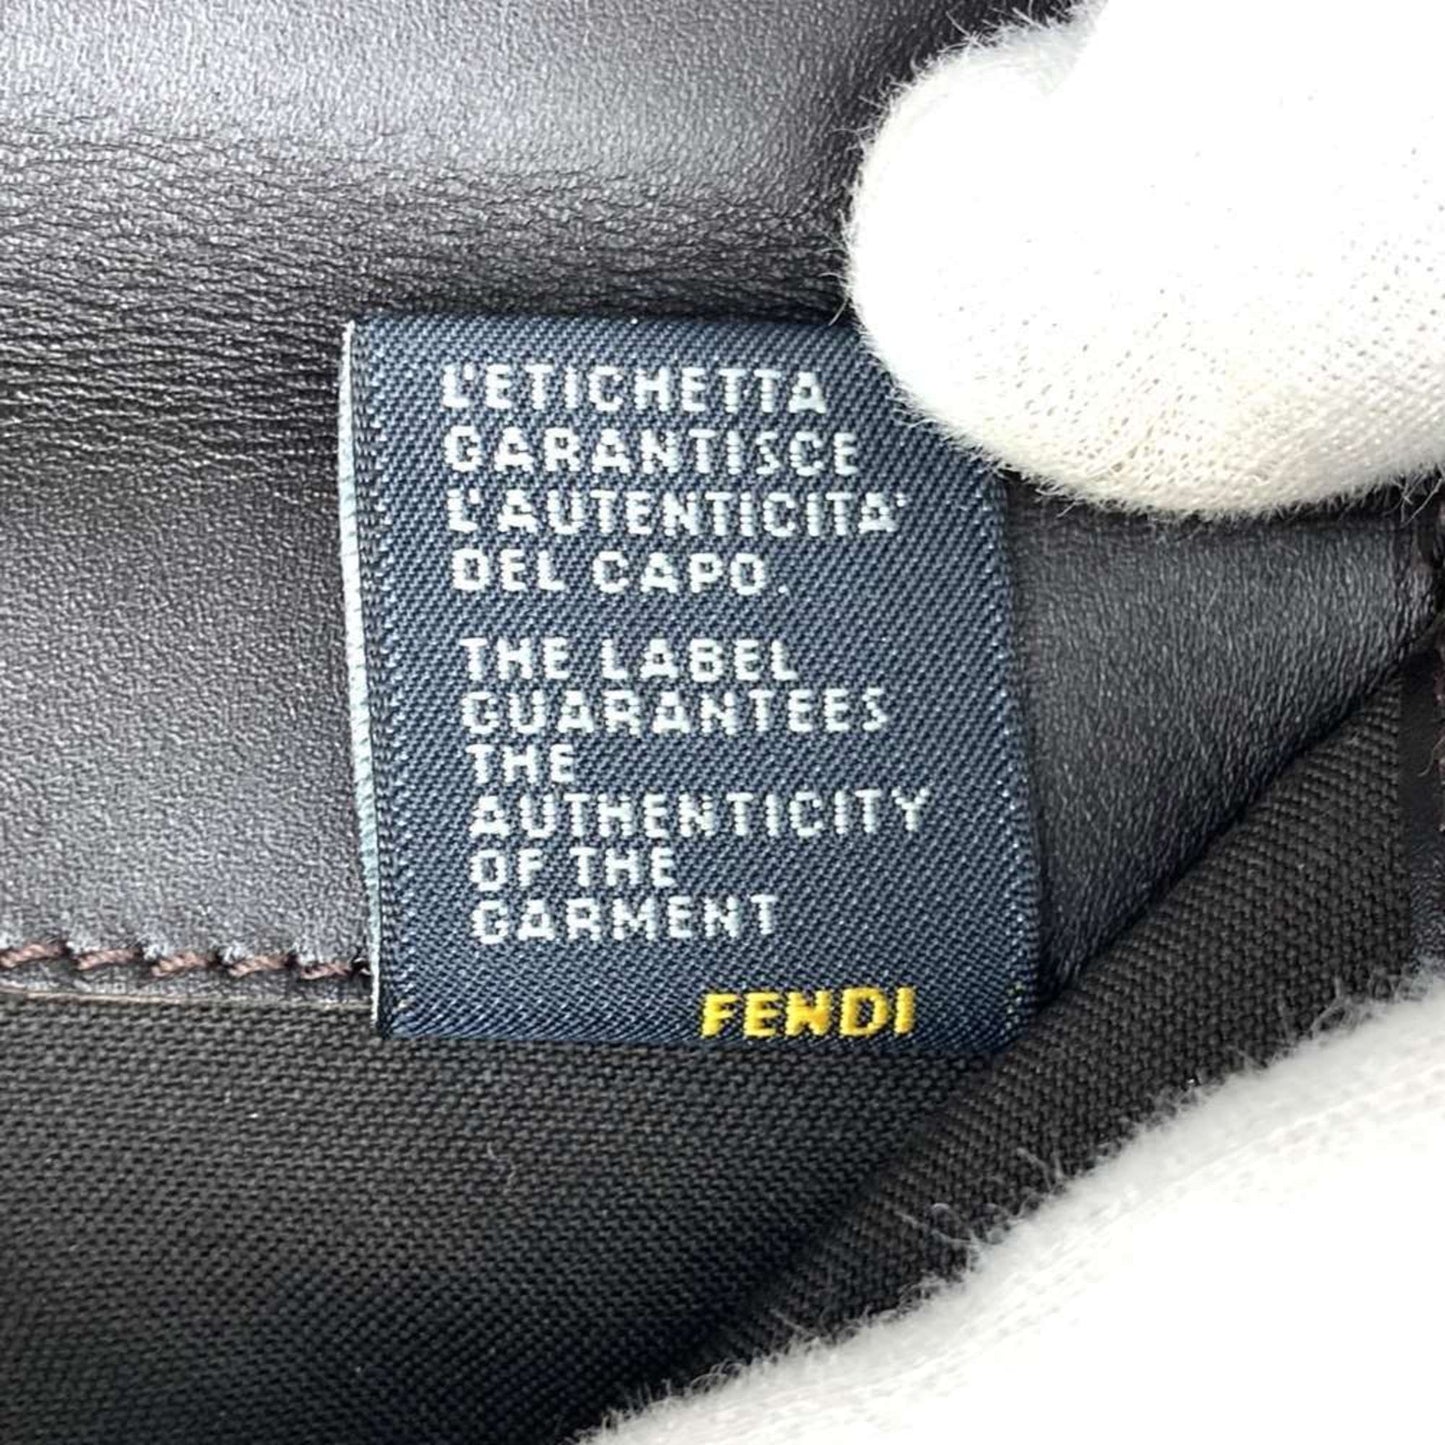 L'ETICHETTA
GARANTISCE
L'AUTENTICITA'
DEL CAPO.
THE LABEL
GUARANTEES
THE
AUTHENTICITY
OF THE
GARMENT
FENDI